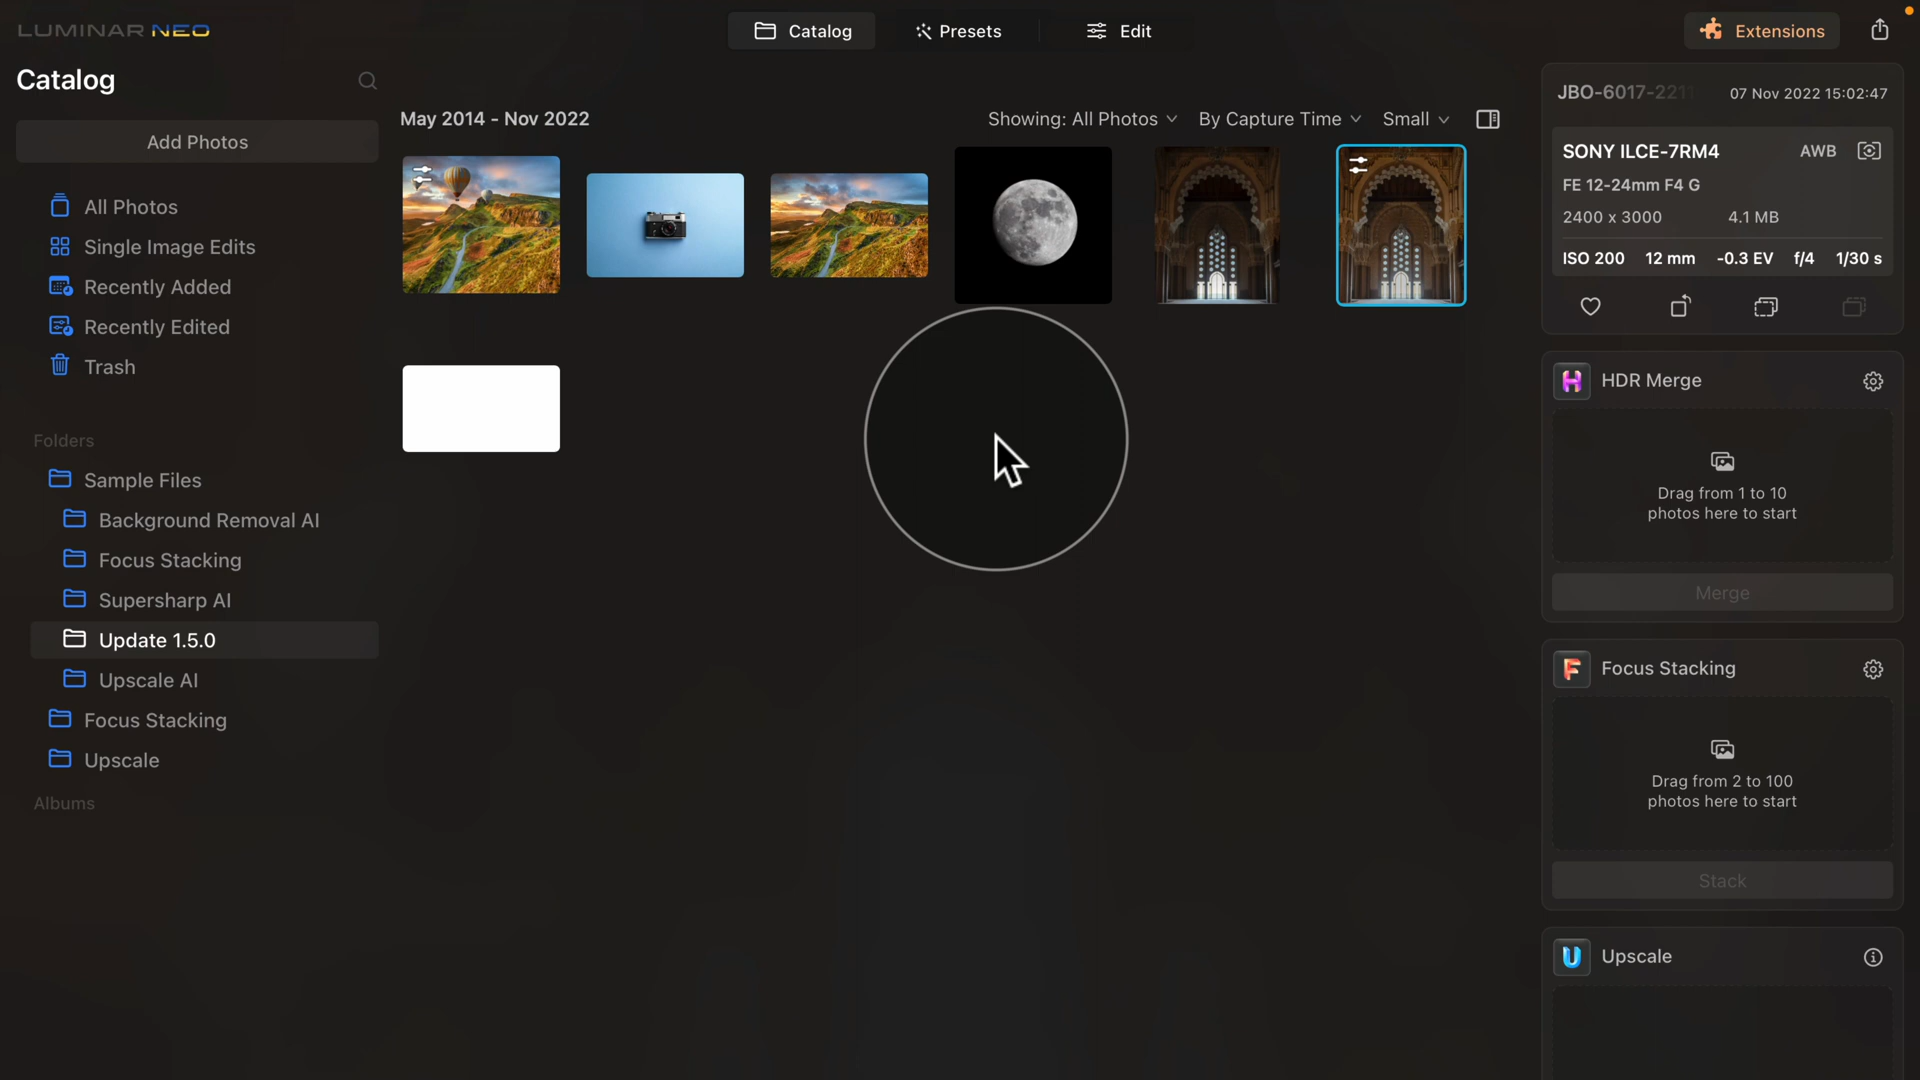 LUMINAR NEO
Catalog
Presets
Edit
Extensions
Catalog
Add Photos
All Photos
Single Image Edits
Recently Added
Recently Edited
Trash
Folders
Sample Files
Background Removal AI
Focus Stacking
Supersharp AI
Update 1.5.0
Upscale AI
Focus Stacking
Upscale
Albums
May 2014 - Nov 2022
Showing: All Photos
By Capture Time
Small
JBO-6017-221
07 Nov 2022 15:02:47
SONY ILCE-7RM4
AWB
FE 12-24mm F4 G
2400 x 3000
4.1 MB
ISO 200 12 mm -0.3 EV f/4 1/30 s
HDR Merge
Drag from 1 to 10
photos here to start
Merge
Focus Stacking
Drag from 2 to 100
photos here to start
Stack
Upscale